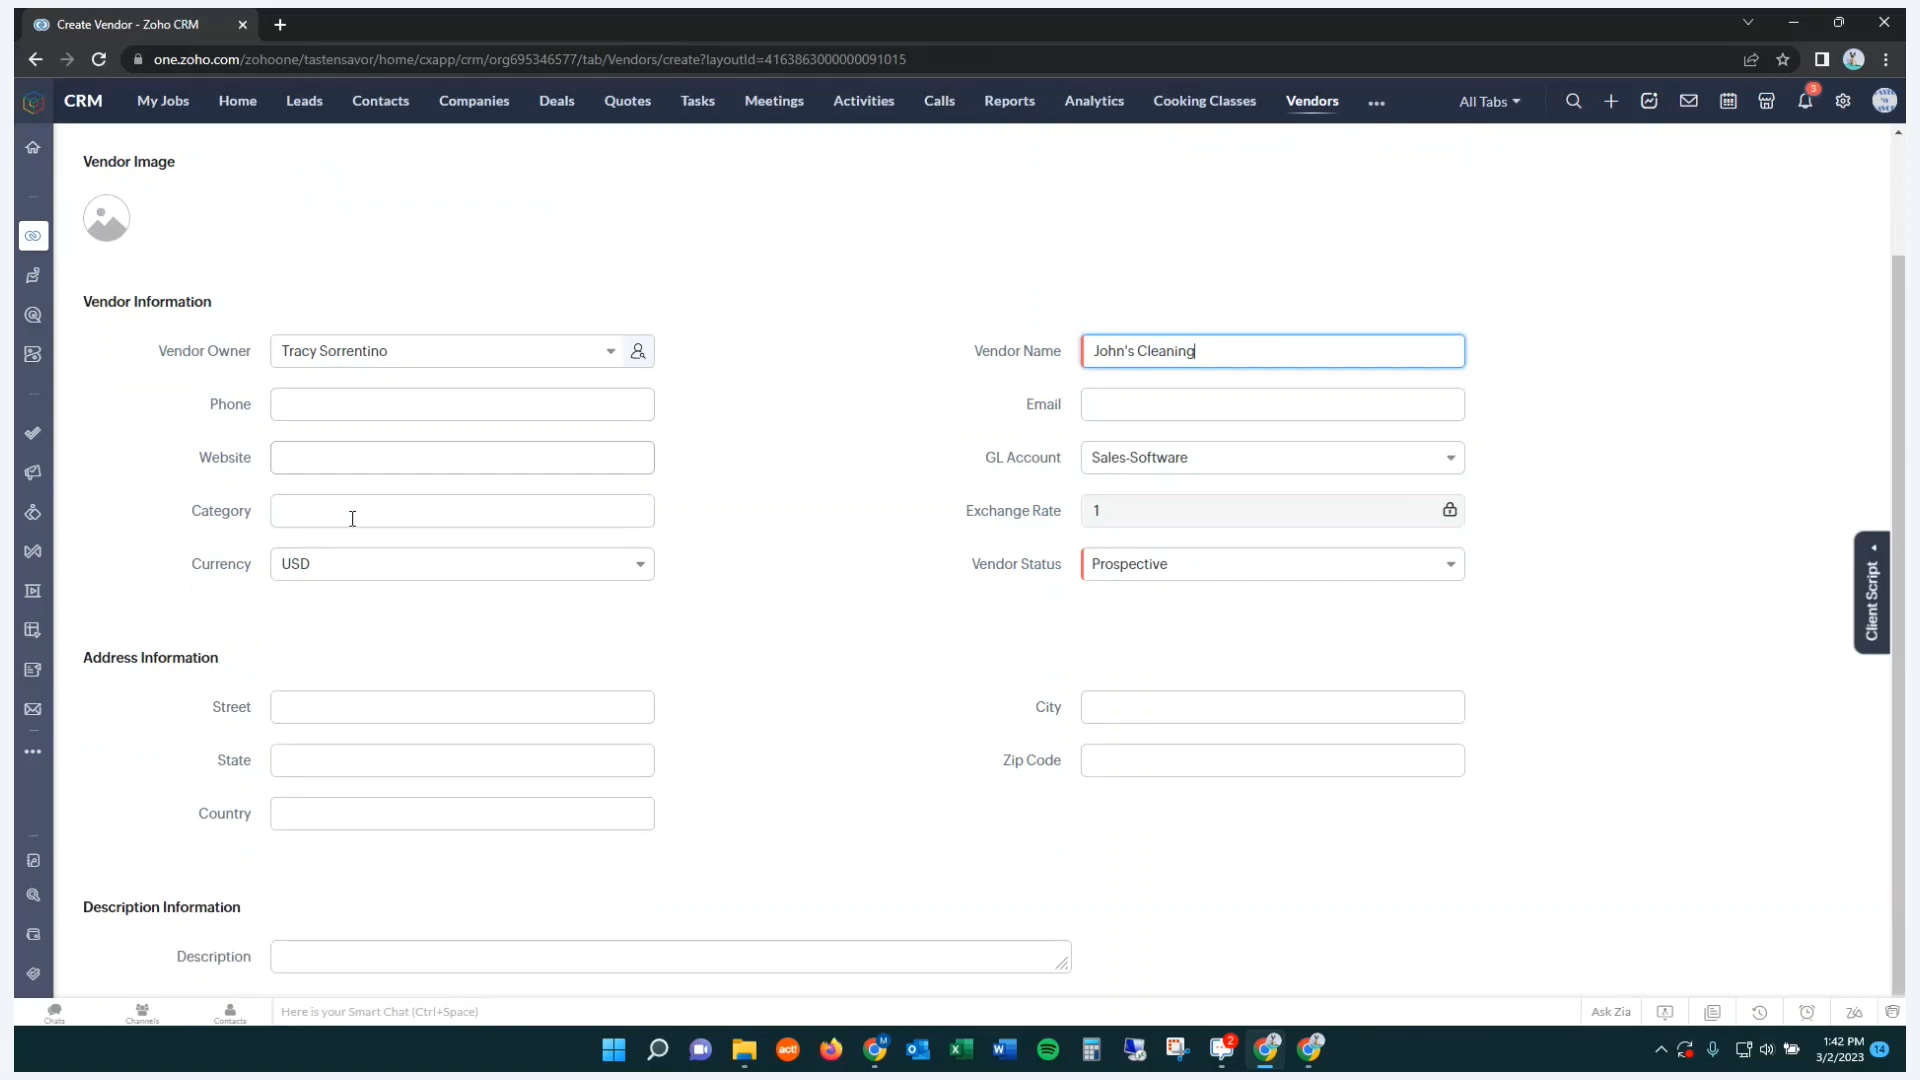 Create Vendor - Zoho CRM
one.zoho.com/zohoone/tastensavor/home/cxapp/crm/org695346577/tab/Vendors/create?layoutId=4163863000000091015
CRM My Jobs Home Leads Contacts Companies Deals Quotes Tasks Meetings Activities Calls Reports Analytics Cooking Classes Vendors ••• All Tabs 3
Vendor Image
Vendor Information
Vendor Owner Tracy Sorrentino Vendor Name John's Cleaning
Phone Email
Website GL Account Sales-Software
Category Exchange Rate 1
Currency USD Vendor Status Prospective
Client Script
Address Information
Street City
State Zip Code
Country
Description Information
Description
Chats Channels Contacts Here is your Smart Chat (Ctrl+Space) Ask Zia
act! M 2
1:42 PM
3/2/2023 14